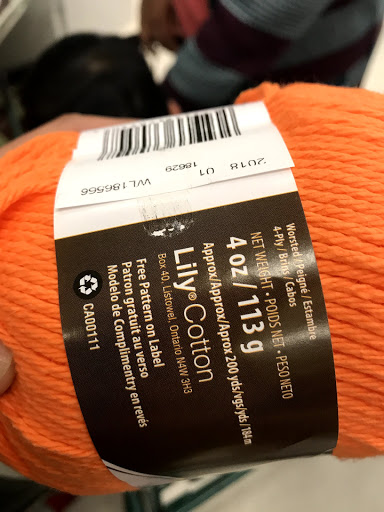 2018 01
18629
WL186566
Worsted / Peigné / Estambre
4-Ply / Brins / Cabos
NET WEIGHT • POIDS NET • PESO NETO
4 oz / 113 g
Approx/Approx/Aprox 200 yds/vgs/yds/184m
Lily® Cotton
Box 40, Listowel, Ontario N4W 3H3
Free Pattern on Label
Patron gratuit au verso
Modelo de Complimentry en revés
CA00111